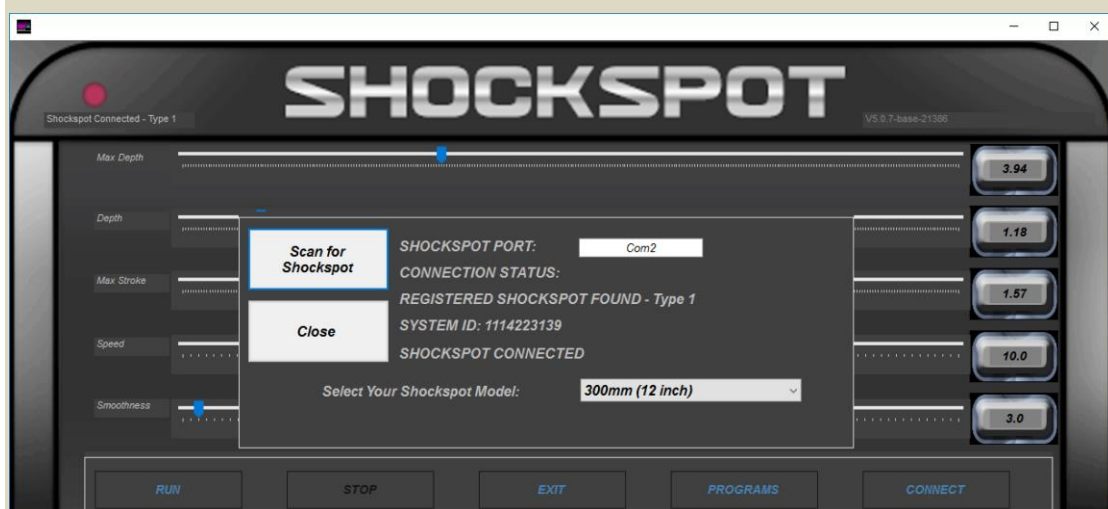 SHOCKSPOT
Shockspot Connected - Type 1
V5.0.7-base-21386
Max Depth
3.94
Depth
1.18
Scan for
Shockspot
SHOCKSPOT PORT:
Com2
CONNECTION STATUS:
Max Stroke
REGISTERED SHOCKSPOT FOUND - Type 1
1.57
Close
SYSTEM ID: 1114223139
SHOCKSPOT CONNECTED
Speed
10.0
Select Your Shockspot Model:
300mm (12 inch)
Smoothness
3.0
RUN
STOP
EXIT
PROGRAMS
CONNECT